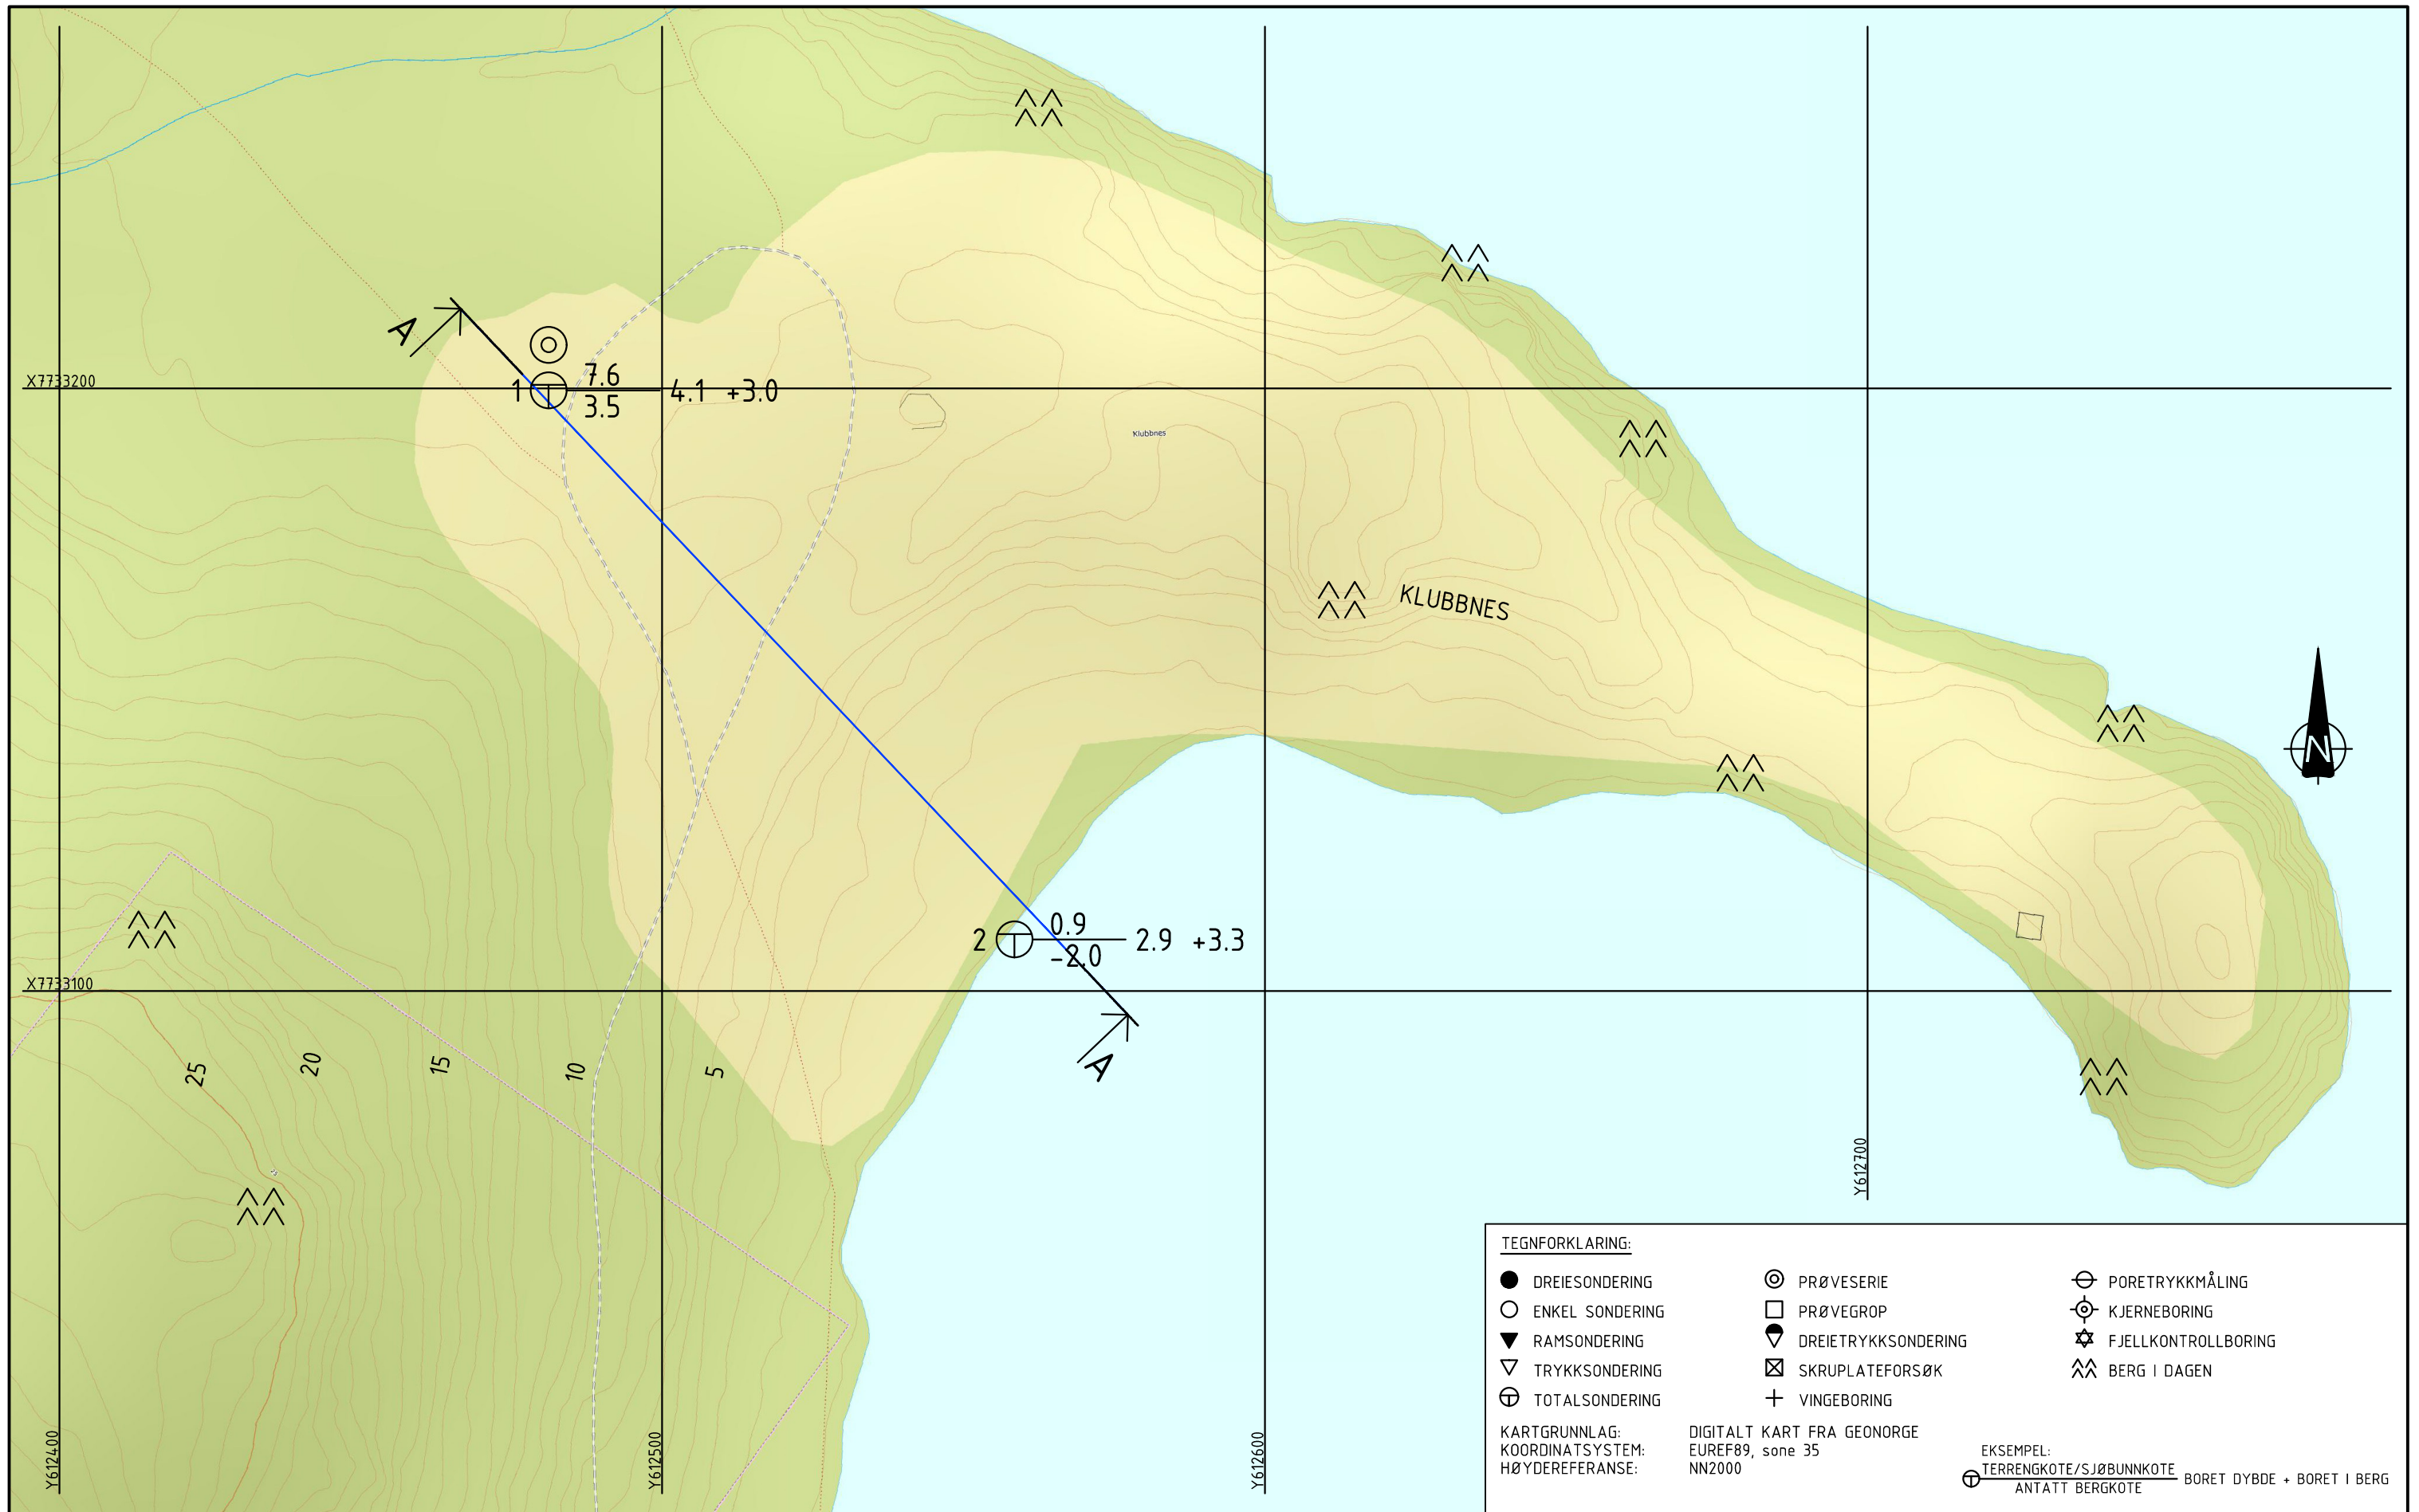 A
7.6
X7733200
1
4.1 +3.0
3.5
Klubbnes
KLUBBNES
N
0.9
2
2.9 +3.3
-2.0
X7733100
A
25
20
15
10
5
Y612400
Y612500
Y612600
Y612700
TEGNFORKLARING:
DREIESONDERING
ENKEL SONDERING
RAMSONDERING
TRYKKSONDERING
TOTALSONDERING
PRØVESERIE
PRØVEGROP
DREIETRYKKSONDERING
SKRUPLATEFORSØK
VINGEBORING
PORETRYKKMÅLING
KJERNEBORING
FJELLKONTROLLBORING
BERG I DAGEN
KARTGRUNNLAG: DIGITALT KART FRA GEONORGE
KOORDINATSYSTEM: EUREF89, sone 35
HØYDEREFERANSE: NN2000
EKSEMPEL:
TERRENGKOTE/SJØBUNNKOTE
BORET DYBDE + BORET I BERG
ANTATT BERGKOTE